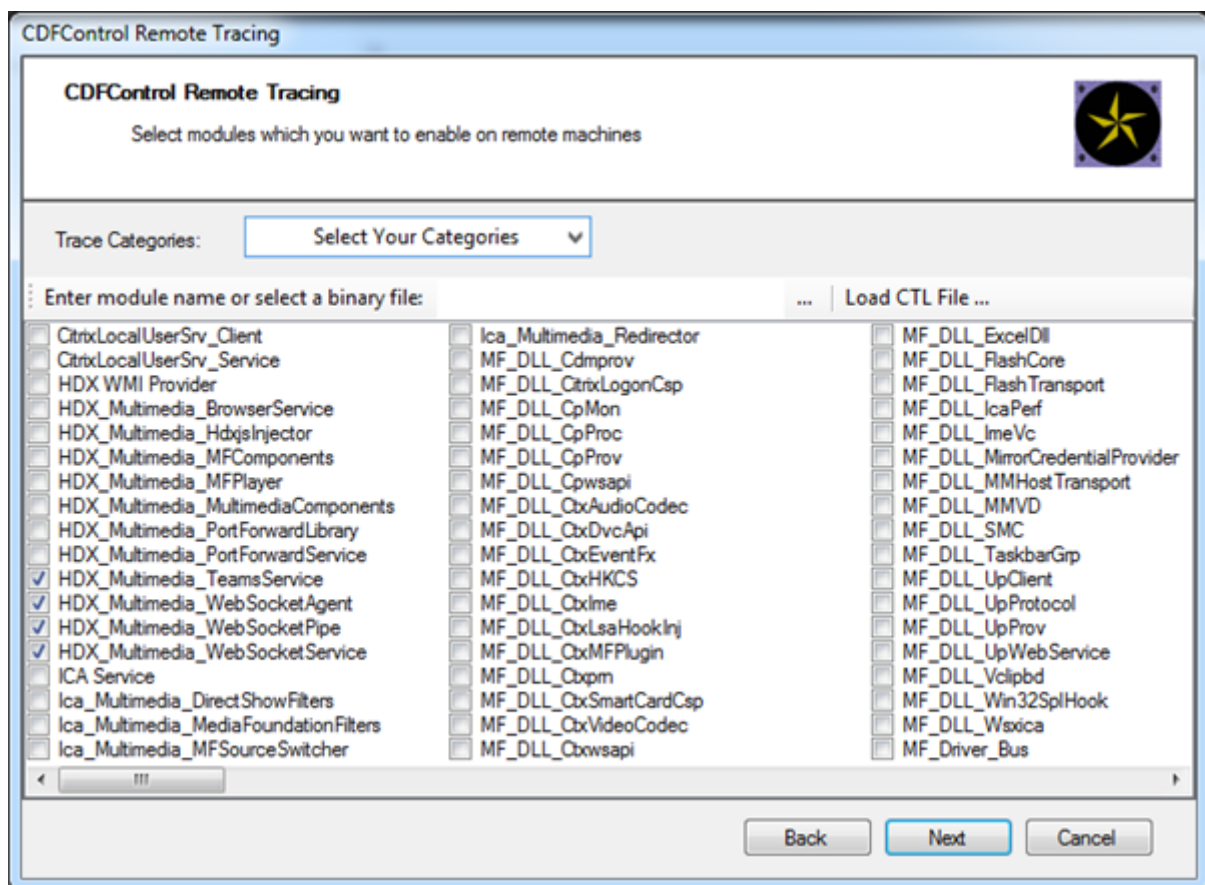 CDFControl Remote Tracing
CDFControl Remote Tracing
Select modules which you want to enable on remote machines
Trace Categories: Select Your Categories
Enter module name or select a binary file: ... Load CTL File ...
CitrixLocalUserSrv_Client
CitrixLocalUserSrv_Service
HDX WMI Provider
HDX_Multimedia_BrowserService
HDX_Multimedia_HdxjsInjector
HDX_Multimedia_MFComponents
HDX_Multimedia_MFPlayer
HDX_Multimedia_MultimediaComponents
HDX_Multimedia_PortForwardLibrary
HDX_Multimedia_PortForwardService
HDX_Multimedia_TeamsService
HDX_Multimedia_WebSocketAgent
HDX_Multimedia_WebSocketPipe
HDX_Multimedia_WebSocketService
ICA Service
Ica_Multimedia_DirectShowFilters
Ica_Multimedia_MediaFoundationFilters
Ica_Multimedia_MFSourceSwitcher
Ica_Multimedia_Redirector
MF_DLL_Cdmprov
MF_DLL_CitrixLogonCsp
MF_DLL_CpMon
MF_DLL_CpProc
MF_DLL_CpProv
MF_DLL_Cpwsapi
MF_DLL_CtxAudioCodec
MF_DLL_CtxDvcApi
MF_DLL_CtxEventFx
MF_DLL_CtxHKCS
MF_DLL_CtxIme
MF_DLL_CtxLsaHookInj
MF_DLL_CtxMFPlugin
MF_DLL_Ctxprn
MF_DLL_CtxSmartCardCsp
MF_DLL_CtxVideoCodec
MF_DLL_Ctxwsapi
MF_DLL_ExcelDll
MF_DLL_FlashCore
MF_DLL_FlashTransport
MF_DLL_IcaPerf
MF_DLL_ImeVc
MF_DLL_MirrorCredentialProvider
MF_DLL_MMHostTransport
MF_DLL_MMVD
MF_DLL_SMC
MF_DLL_TaskbarGrp
MF_DLL_UpClient
MF_DLL_UpProtocol
MF_DLL_UpProv
MF_DLL_UpWebService
MF_DLL_Vclipbd
MF_DLL_Win32SplHook
MF_DLL_Wsxica
MF_Driver_Bus
Back Next Cancel